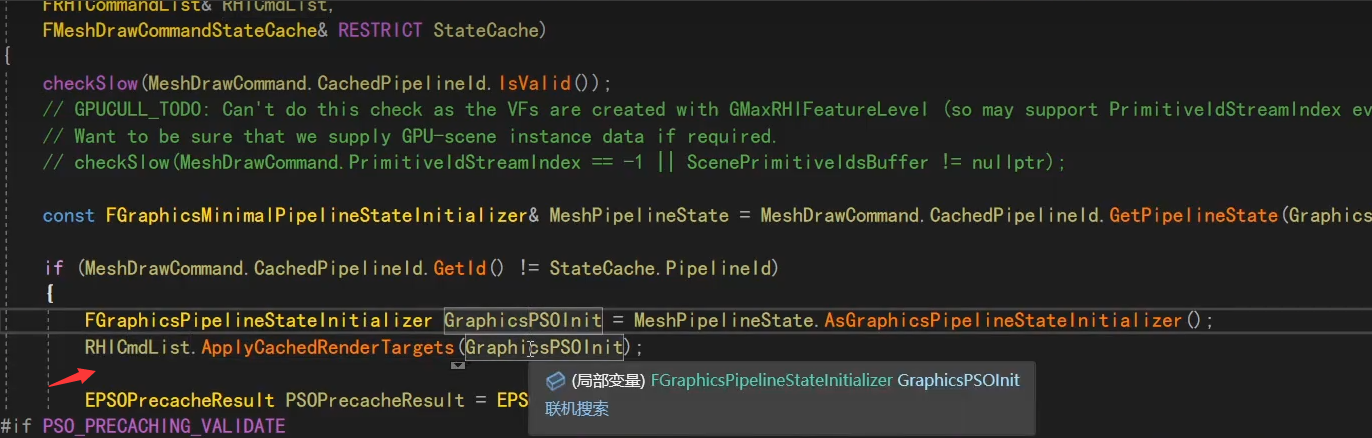 FRHICommandList& RHICmdList,
FMeshDrawCommandStateCache& RESTRICT StateCache)
{
checkSlow(MeshDrawCommand.CachedPipelineId.IsValid());
// GPUCULL_TODO: Can't do this check as the VFs are created with GMaxRHIFeatureLevel (so may support PrimitiveIdStreamIndex ev
// Want to be sure that we supply GPU-scene instance data if required.
// checkSlow(MeshDrawCommand.PrimitiveIdStreamIndex == -1 || ScenePrimitiveIdsBuffer != nullptr);
const FGraphicsMinimalPipelineStateInitializer& MeshPipelineState = MeshDrawCommand.CachedPipelineId.GetPipelineState(Graphics
if (MeshDrawCommand.CachedPipelineId.GetId() != StateCache.PipelineId)
{
FGraphicsPipelineStateInitializer GraphicsPSOInit = MeshPipelineState.AsGraphicsPipelineStateInitializer();
RHICmdList.ApplyCachedRenderTargets(GraphicsPSOInit);
(局部变量) FGraphicsPipelineStateInitializer GraphicsPSOInit
联机搜索
EPSOPrecacheResult PSOPrecacheResult = EPS
#if PSO_PRECACHING_VALIDATE